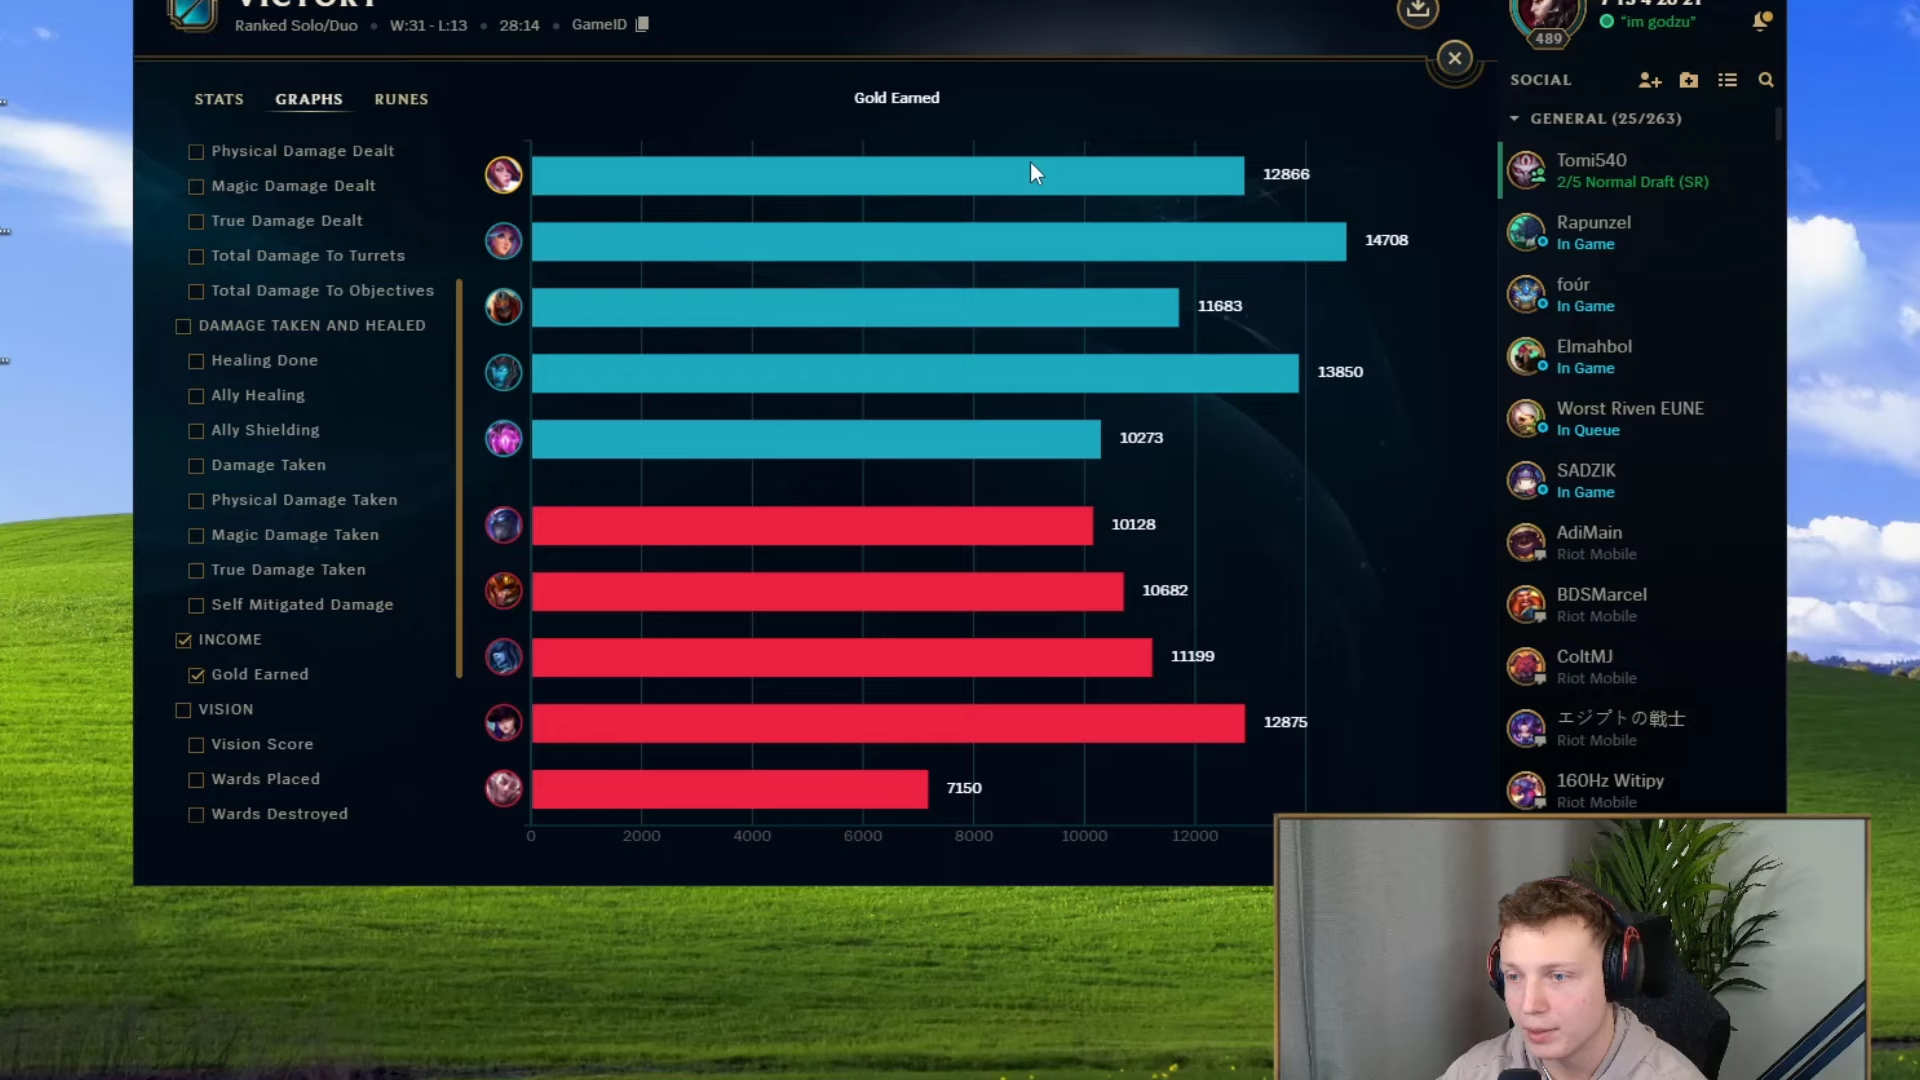 VICTORY
Ranked Solo/Duo • W:31 - L:13 • 28:14 • GameID
STATS GRAPHS RUNES
Gold Earned
Physical Damage Dealt
Magic Damage Dealt
True Damage Dealt
Total Damage To Turrets
Total Damage To Objectives
DAMAGE TAKEN AND HEALED
Healing Done
Ally Healing
Ally Shielding
Damage Taken
Physical Damage Taken
Magic Damage Taken
True Damage Taken
Self Mitigated Damage
INCOME
Gold Earned
VISION
Vision Score
Wards Placed
Wards Destroyed
12866
14708
11683
13850
10273
10128
10682
11199
12875
7150
0 2000 4000 6000 8000 10000 12000
489
"im godzu"
SOCIAL
GENERAL (25/263)
Tomi540
2/5 Normal Draft (SR)
Rapunzel
In Game
foúr
In Game
Elmahbol
In Game
Worst Riven EUNE
In Queue
SADZIK
In Game
AdiMain
Riot Mobile
BDSMarcel
Riot Mobile
ColtMJ
Riot Mobile
エジプトの戦士
Riot Mobile
160Hz Witipy
Riot Mobile